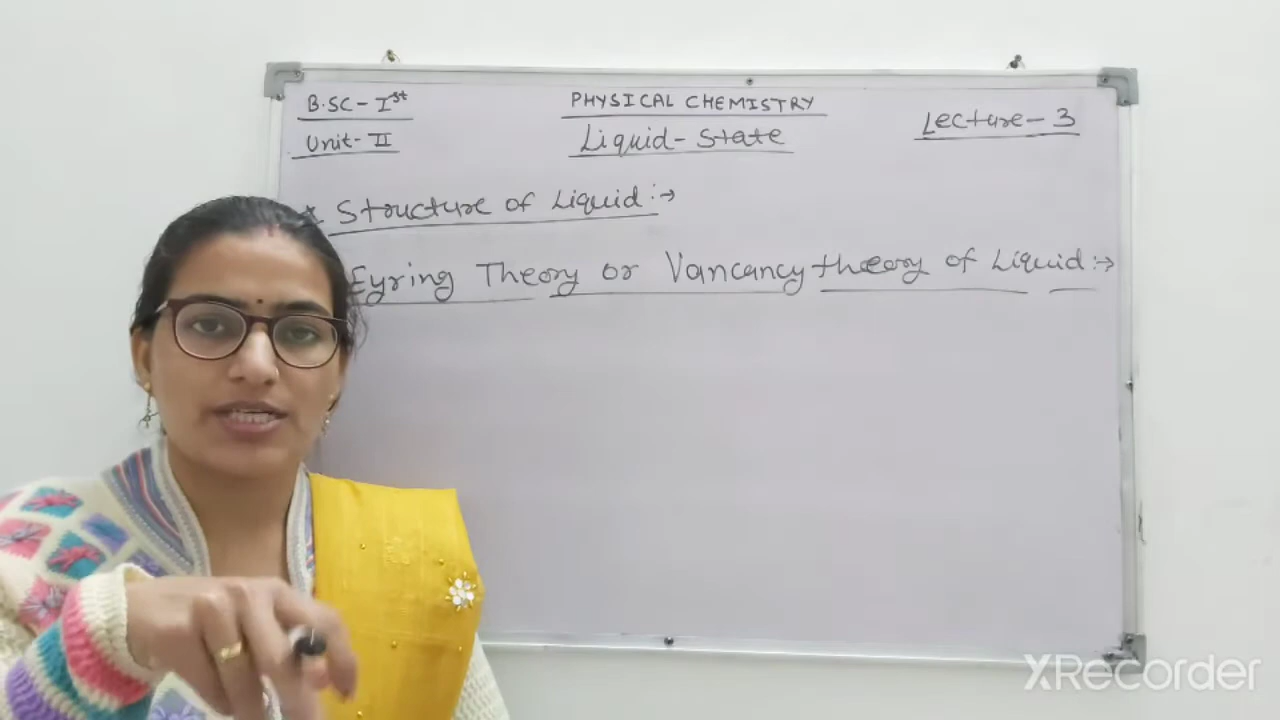 B.SC - Ist
PHYSICAL CHEMISTRY
Lecture - 3
Unit - II
Liquid - State
* Structure of Liquid :→
Eyring Theory or Vancancy theory of Liquid :→
XRecorder